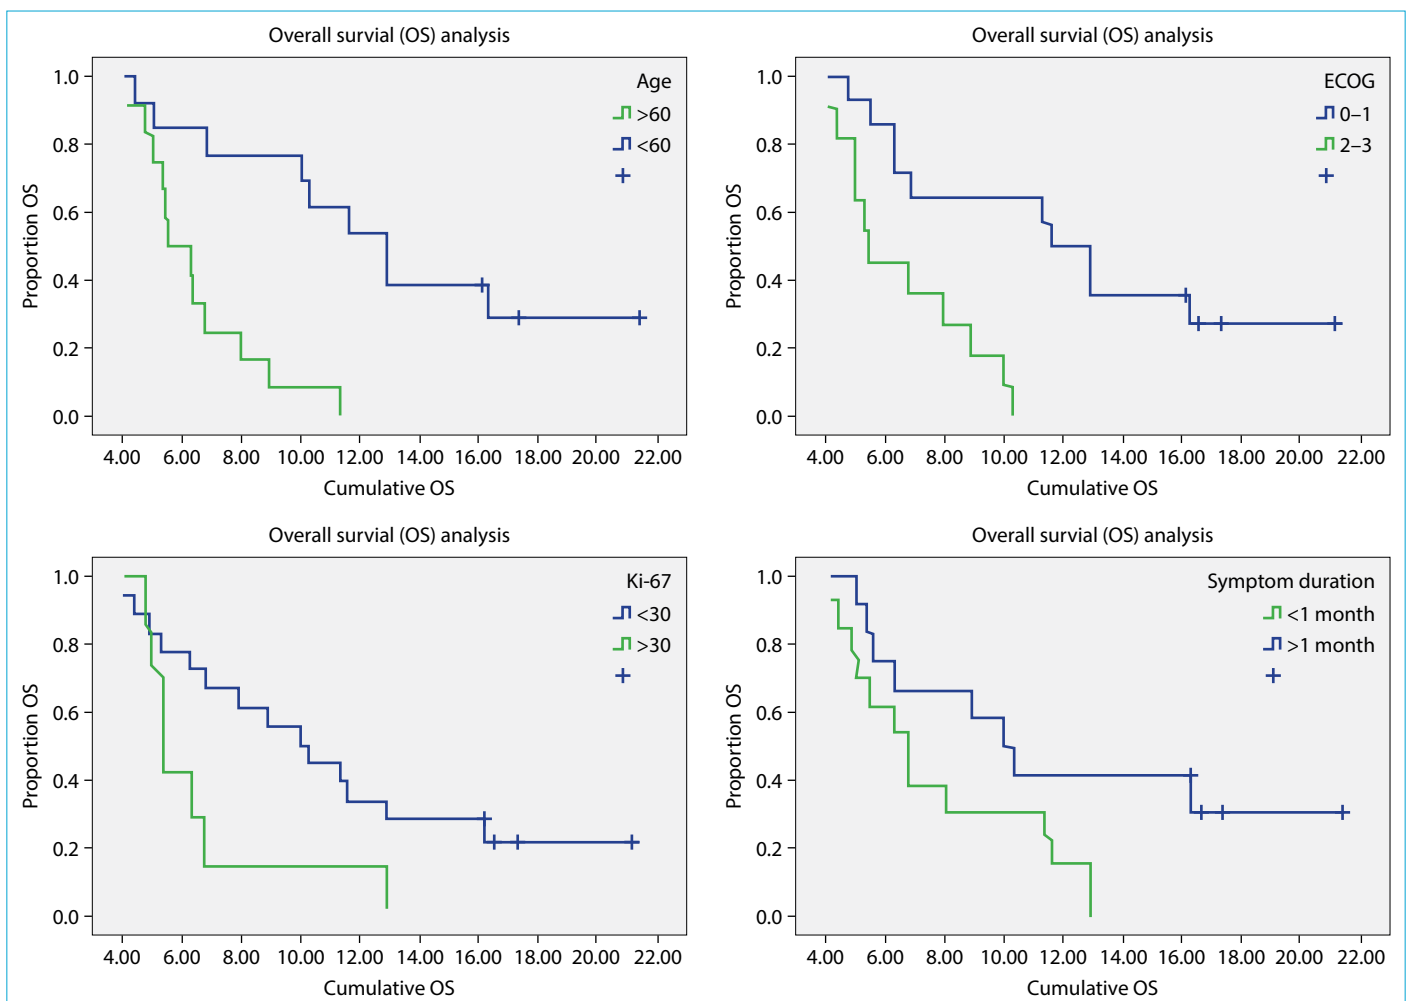 Overall survial (OS) analysis
Age
>60
<60
Proportion OS
1.0
0.8
0.6
0.4
0.2
0.0
4.00 6.00 8.00 10.00 12.00 14.00 16.00 18.00 20.00 22.00
Cumulative OS
Overall survial (OS) analysis
ECOG
0–1
2–3
Proportion OS
1.0
0.8
0.6
0.4
0.2
0.0
4.00 6.00 8.00 10.00 12.00 14.00 16.00 18.00 20.00 22.00
Cumulative OS
Overall survial (OS) analysis
Ki-67
<30
>30
Proportion OS
1.0
0.8
0.6
0.4
0.2
0.0
4.00 6.00 8.00 10.00 12.00 14.00 16.00 18.00 20.00 22.00
Cumulative OS
Overall survial (OS) analysis
Symptom duration
<1 month
>1 month
Proportion OS
1.0
0.8
0.6
0.4
0.2
0.0
4.00 6.00 8.00 10.00 12.00 14.00 16.00 18.00 20.00 22.00
Cumulative OS